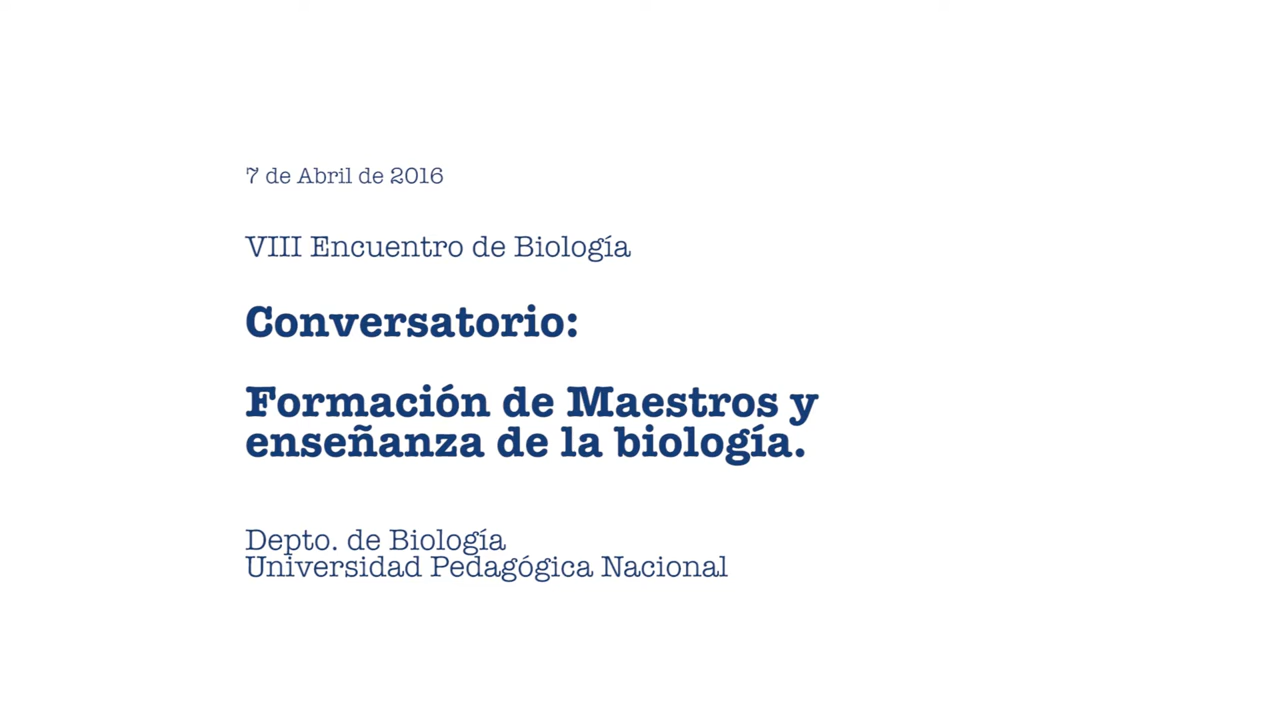 7 de Abril de 2016
VIII Encuentro de Biología
Conversatorio:
Formación de Maestros y
enseñanza de la biología.
Depto. de Biología
Universidad Pedagógica Nacional